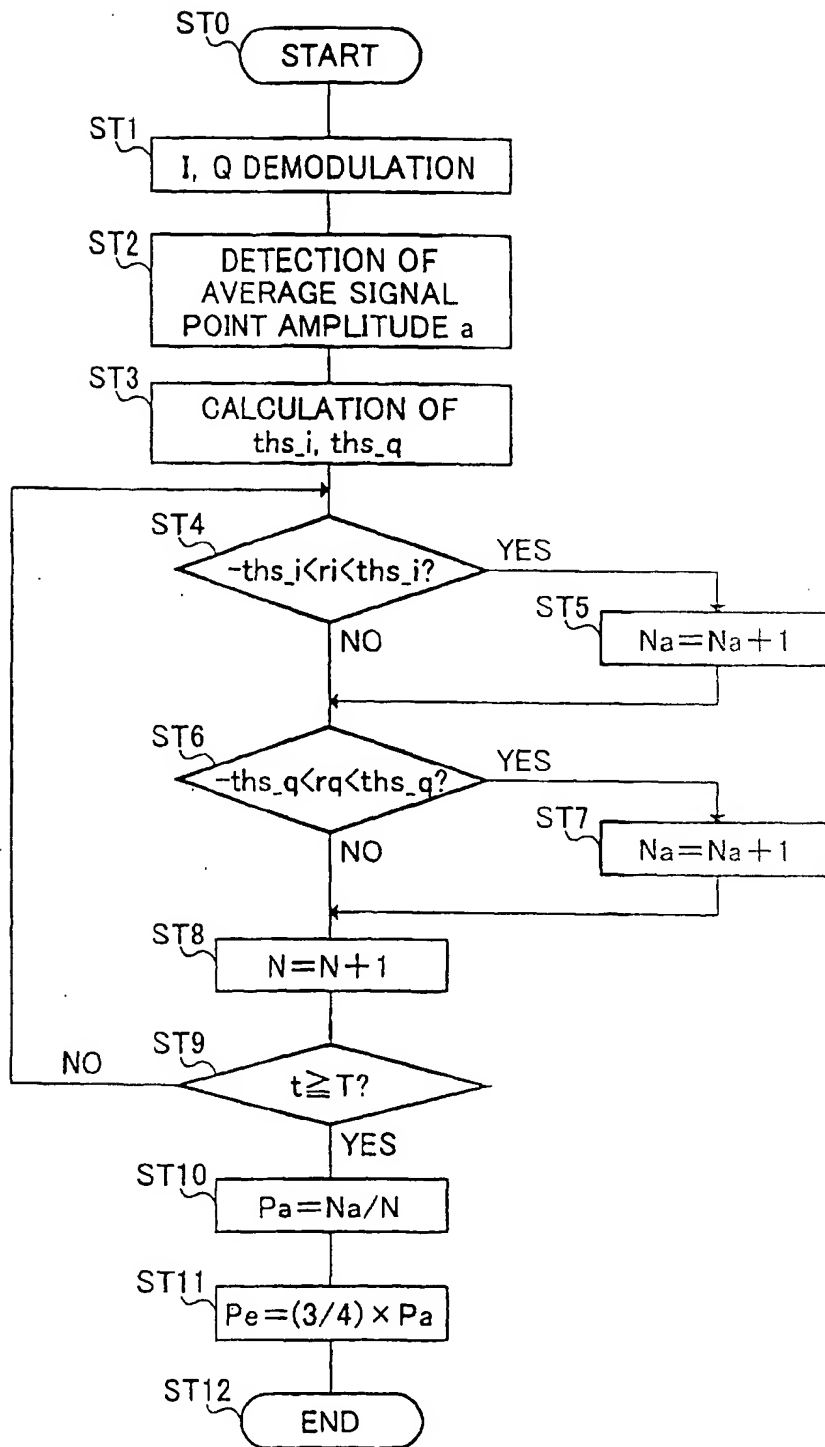 ST0
START
ST1
I, Q DEMODULATION
ST2
DETECTION OF
AVERAGE SIGNAL
POINT AMPLITUDE a
ST3
CALCULATION OF
ths_i, ths_q
ST4
-ths_i<ri<ths_i?
YES
NO
ST5
Na=Na+1
ST6
-ths_q<rq<ths_q?
YES
NO
ST7
Na=Na+1
ST8
N=N+1
ST9
NO
t≧T?
YES
ST10
Pa=Na/N
ST11
Pe=(3/4)×Pa
ST12
END